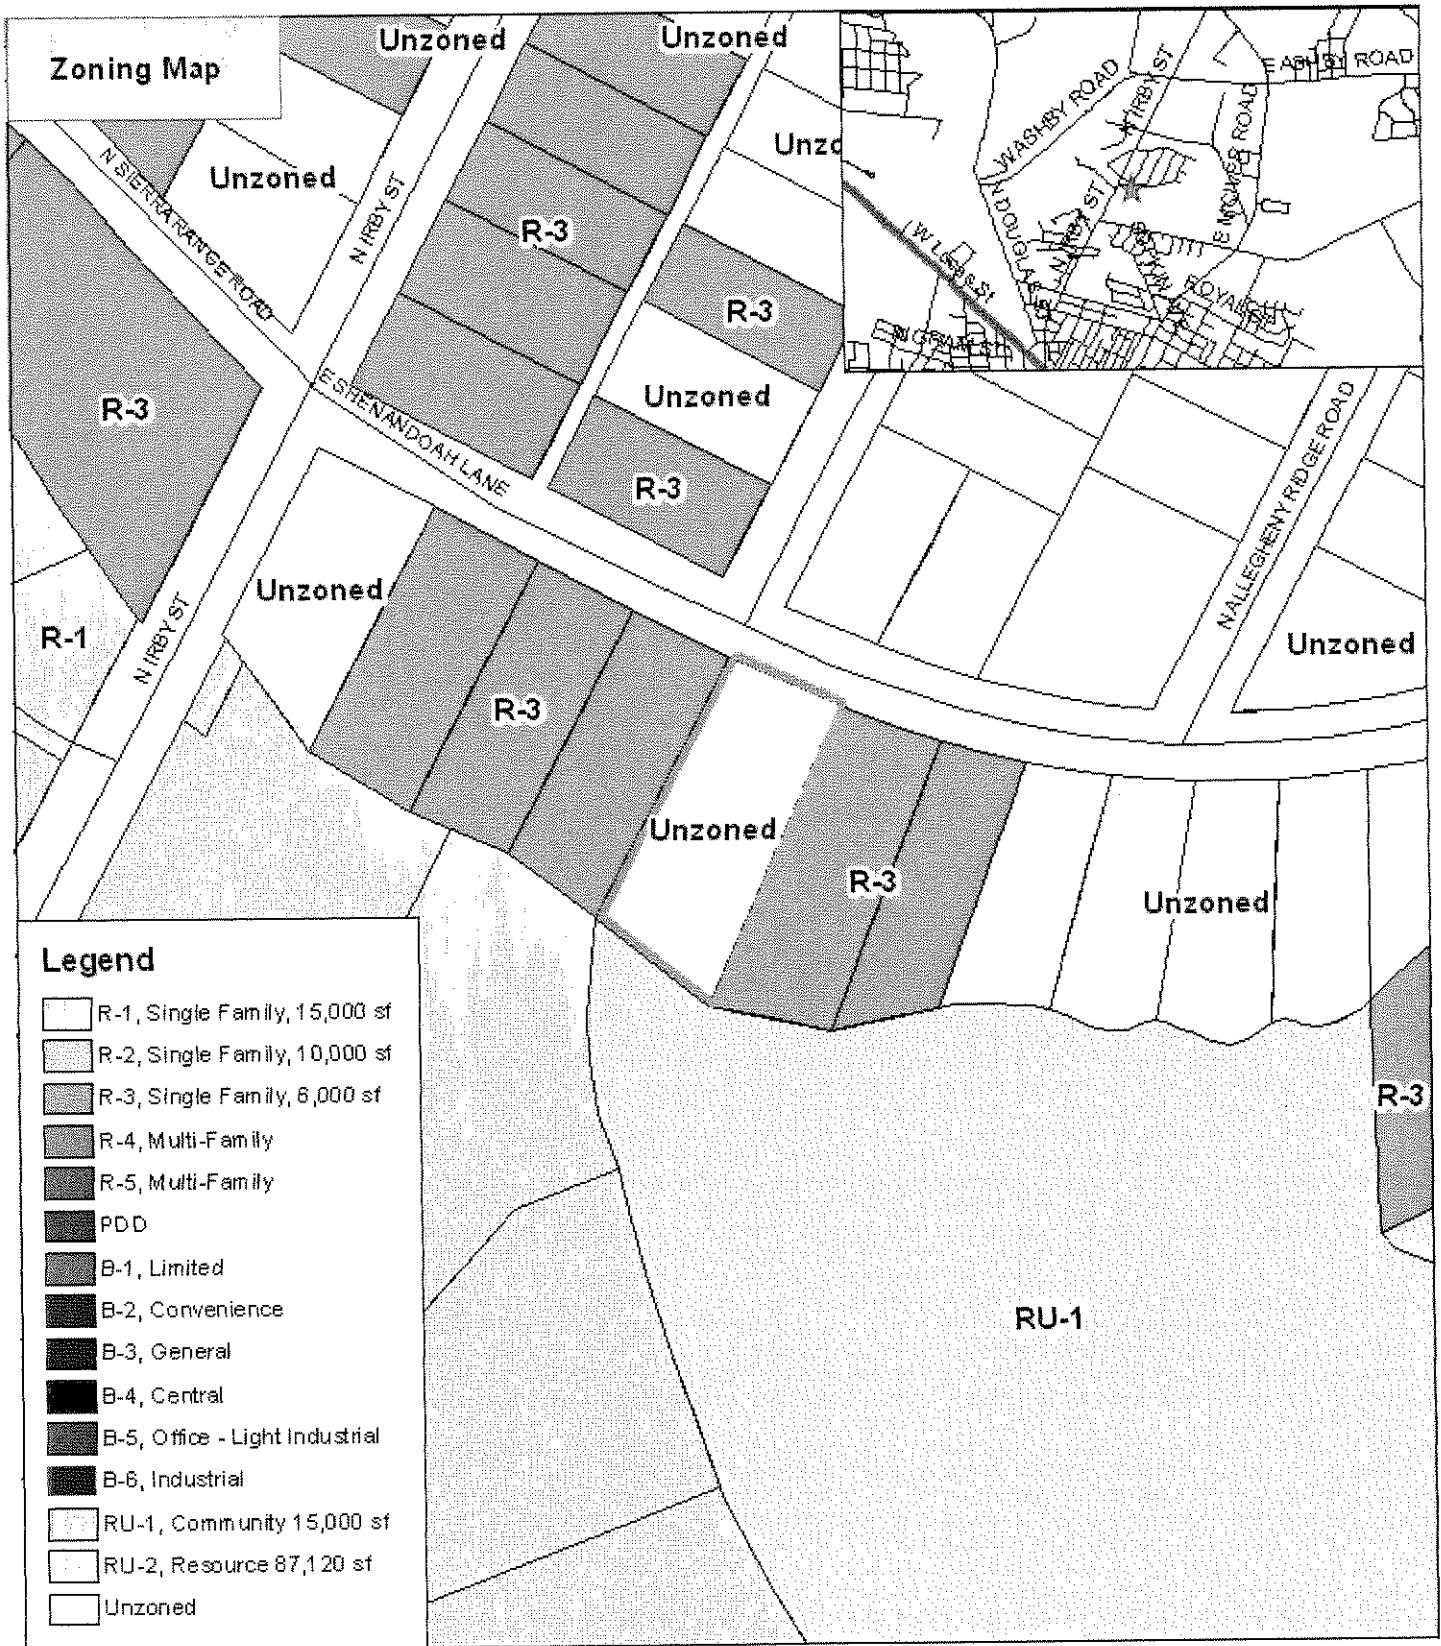 Zoning Map
Unzoned
Unzoned
E ASHBY ROAD
WASHBY ROAD
N IRBY ST
N SIERRA RANGE ROAD
Unzoned
N IRBY ST
R-3
N DOUGLAS
N IRBY ST
R-3
R-3
Unzoned
E SHENANDOAH LANE
R-3
N ALLEGHENY RIDGE ROAD
Unzoned
R-1
N IRBY ST
Unzoned
R-3
Unzoned
R-3
Unzoned
R-3
RU-1
Legend
R-1, Single Family, 15,000 sf
R-2, Single Family, 10,000 sf
R-3, Single Family, 6,000 sf
R-4, Multi-Family
R-5, Multi-Family
PDD
B-1, Limited
B-2, Convenience
B-3, General
B-4, Central
B-5, Office - Light Industrial
B-6, Industrial
RU-1, Community 15,000 sf
RU-2, Resource 87,120 sf
Unzoned